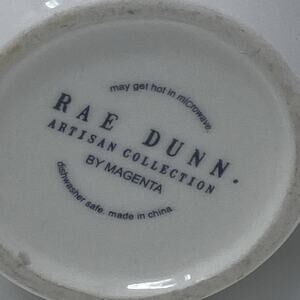 may get hot in microwave.
RAE DUNN.
ARTISAN COLLECTION
BY MAGENTA
dishwasher safe. made in china